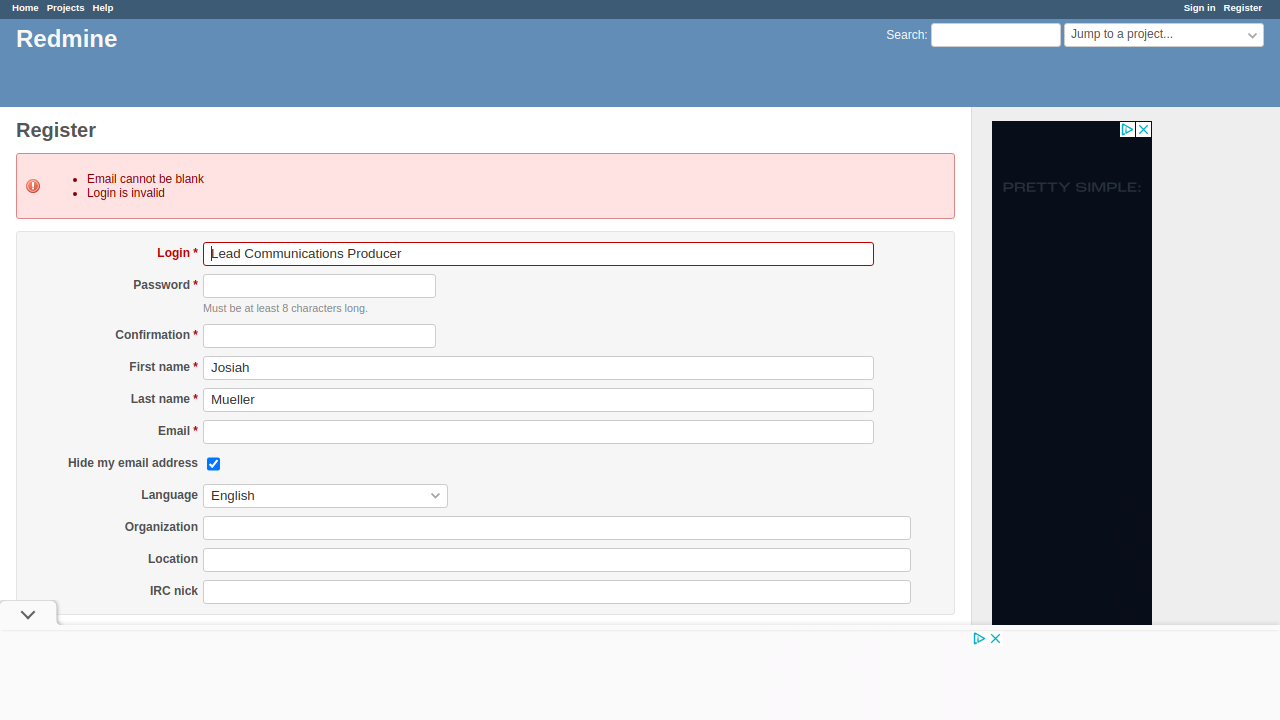 Home Projects Help Sign in Register
Redmine Search: Jump to a project...
Register
Email cannot be blank
Login is invalid
Login * Lead Communications Producer
Password *
Must be at least 8 characters long.
Confirmation *
First name * Josiah
Last name * Mueller
Email *
Hide my email address
Language English
Organization
Location
IRC nick
PRETTY SIMPLE: